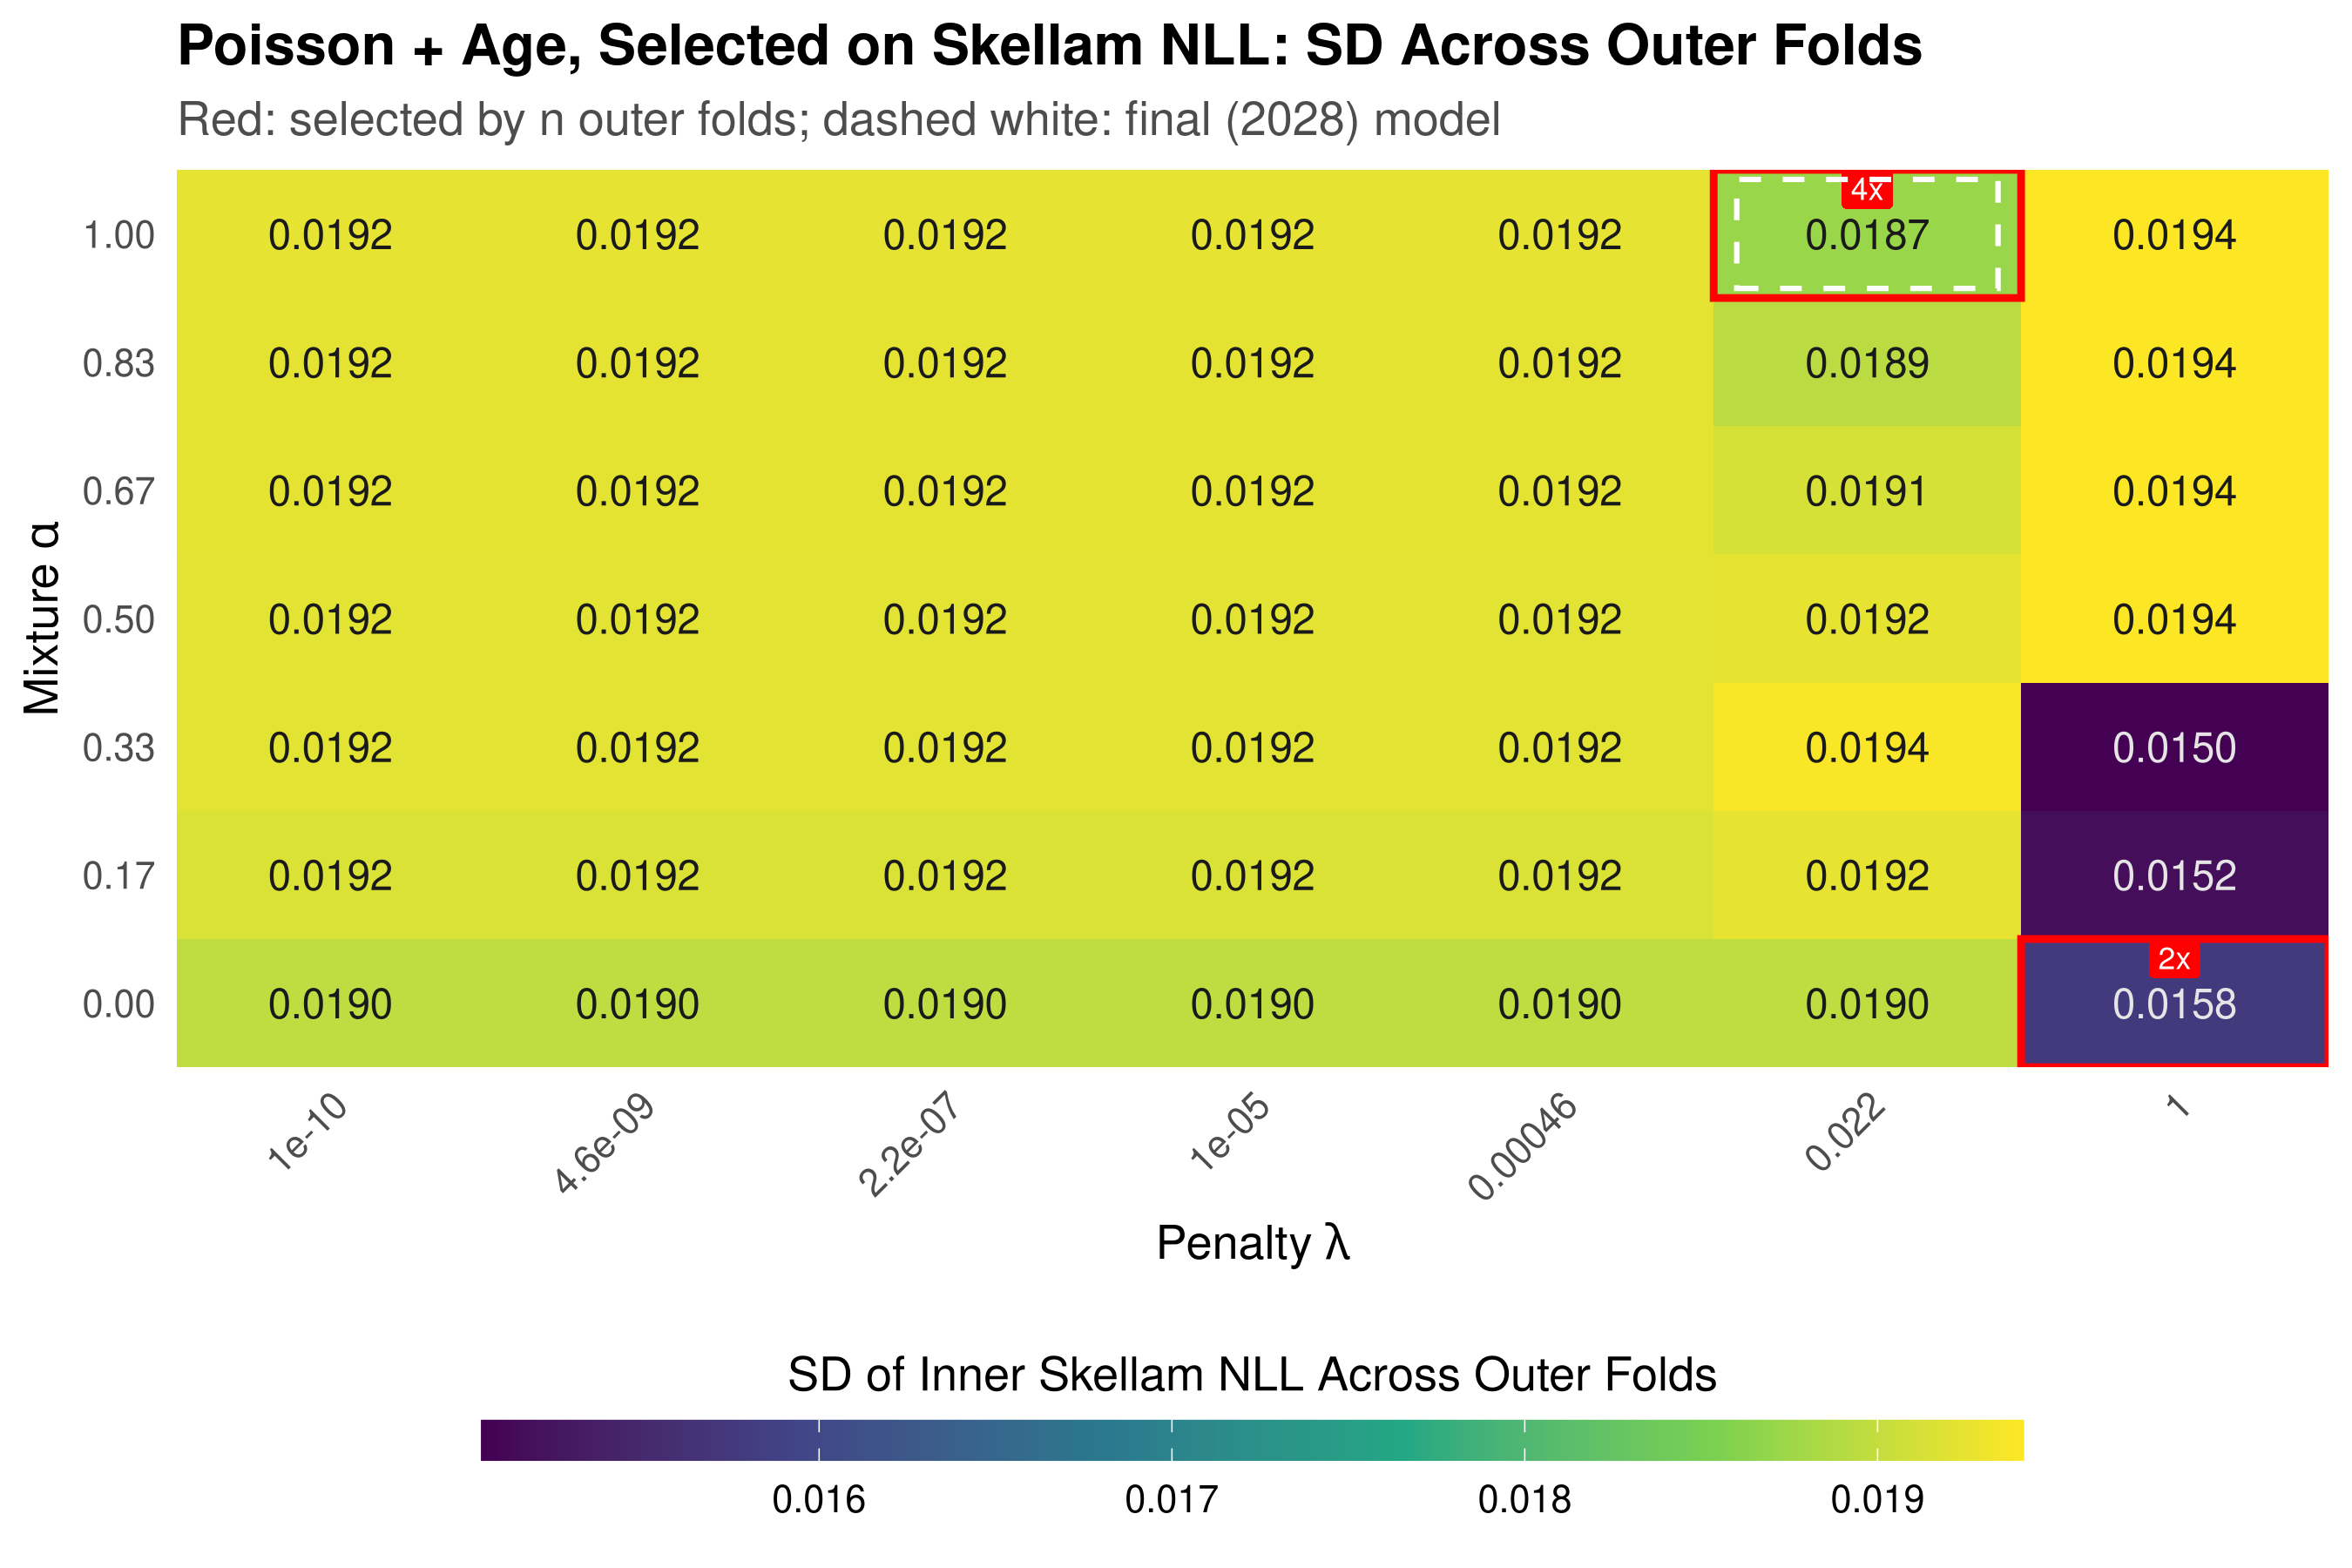 Poisson + Age, Selected on Skellam NLL: SD Across Outer Folds
Red: selected by n outer folds; dashed white: final (2028) model
Mixture α
1.00 0.0192 0.0192 0.0192 0.0192 0.0192 4x 0.0187 0.0194
0.83 0.0192 0.0192 0.0192 0.0192 0.0192 0.0189 0.0194
0.67 0.0192 0.0192 0.0192 0.0192 0.0192 0.0191 0.0194
0.50 0.0192 0.0192 0.0192 0.0192 0.0192 0.0192 0.0194
0.33 0.0192 0.0192 0.0192 0.0192 0.0192 0.0194 0.0150
0.17 0.0192 0.0192 0.0192 0.0192 0.0192 0.0192 0.0152
0.00 0.0190 0.0190 0.0190 0.0190 0.0190 0.0190 2x 0.0158
1e-10 4.6e-09 2.2e-07 1e-05 0.00046 0.022 1
Penalty λ
SD of Inner Skellam NLL Across Outer Folds
0.016 0.017 0.018 0.019